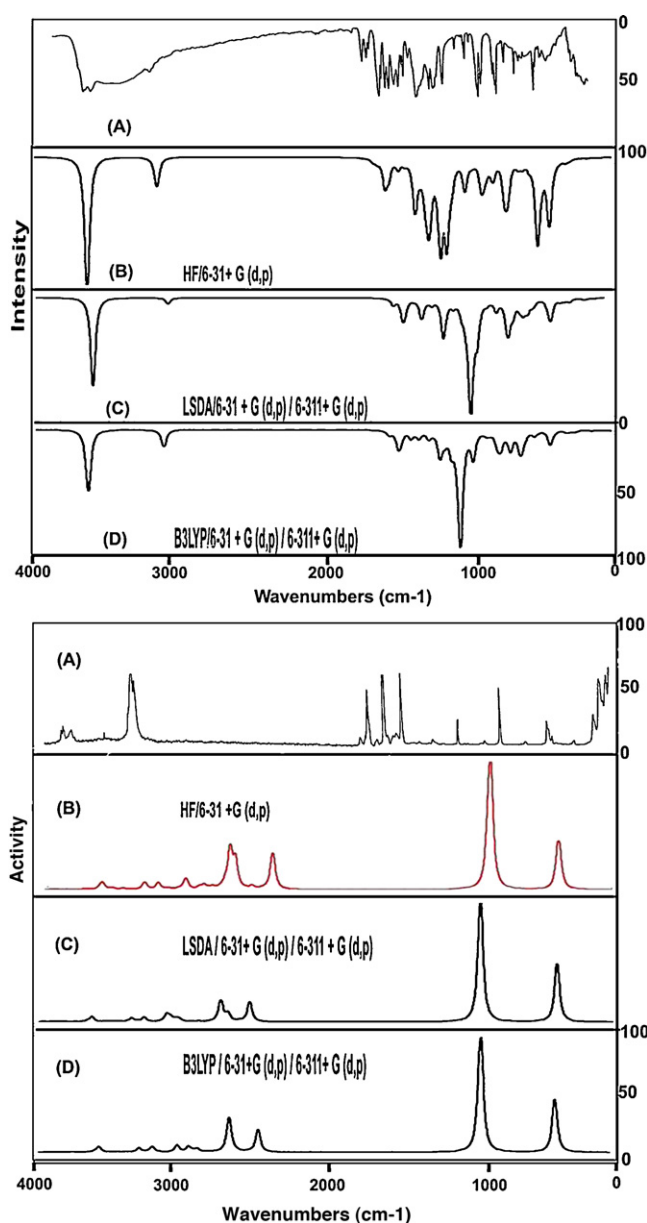 0
50
(A)
100
(B)
HF/6-31+ G (d,p)
(C)
LSDA/6-31 + G (d,p) / 6-311+ G (d,p)
0
50
(D)
B3LYP/6-31 + G (d,p) / 6-311+ G (d,p)
100
4000
3000
2000
1000
0
Wavenumbers (cm-1)
Intensity
100
(A)
50
0
(B)
HF/6-31 +G (d,p)
(C)
LSDA / 6-31+ G (d,p) / 6-311 + G (d,p)
100
(D)
B3LYP / 6-31+G (d,p) / 6-311+ G (d,p)
50
0
4000
3000
2000
1000
0
Wavenumbers (cm-1)
Activity